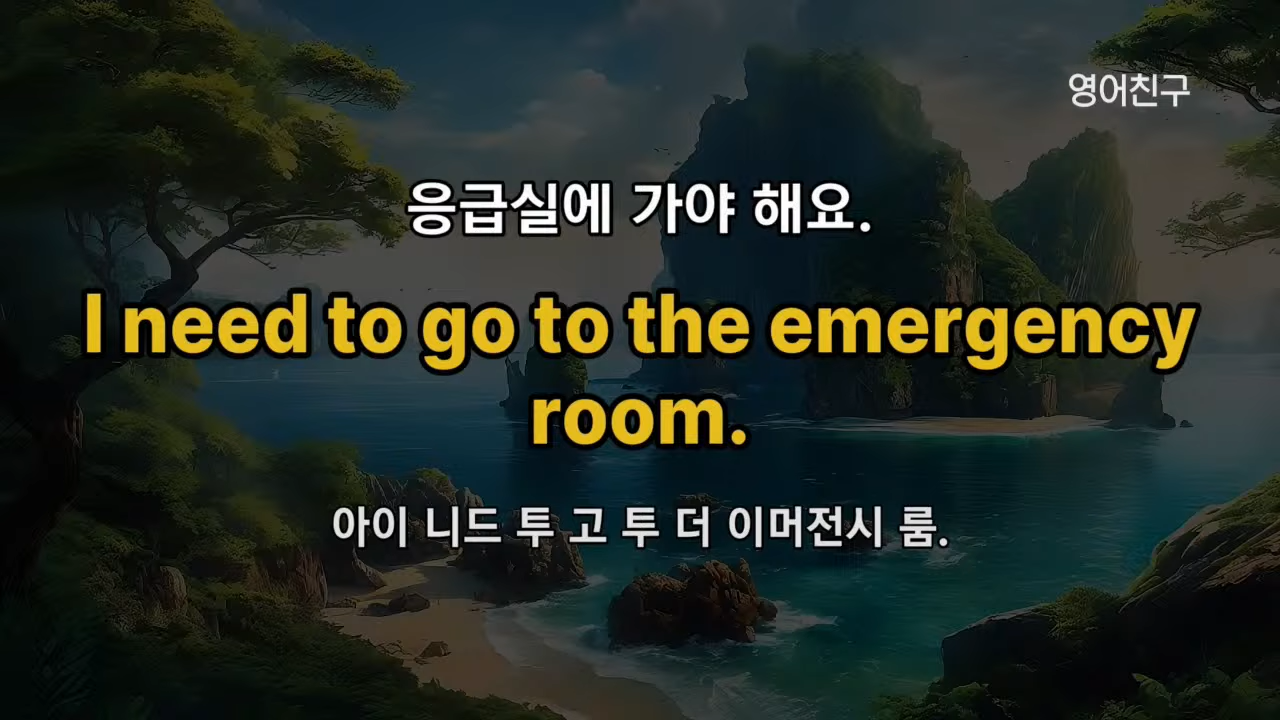 영어친구
응급실에 가야 해요.
I need to go to the emergency
room.
아이 니드 투 고 투 더 이머전시 룸.